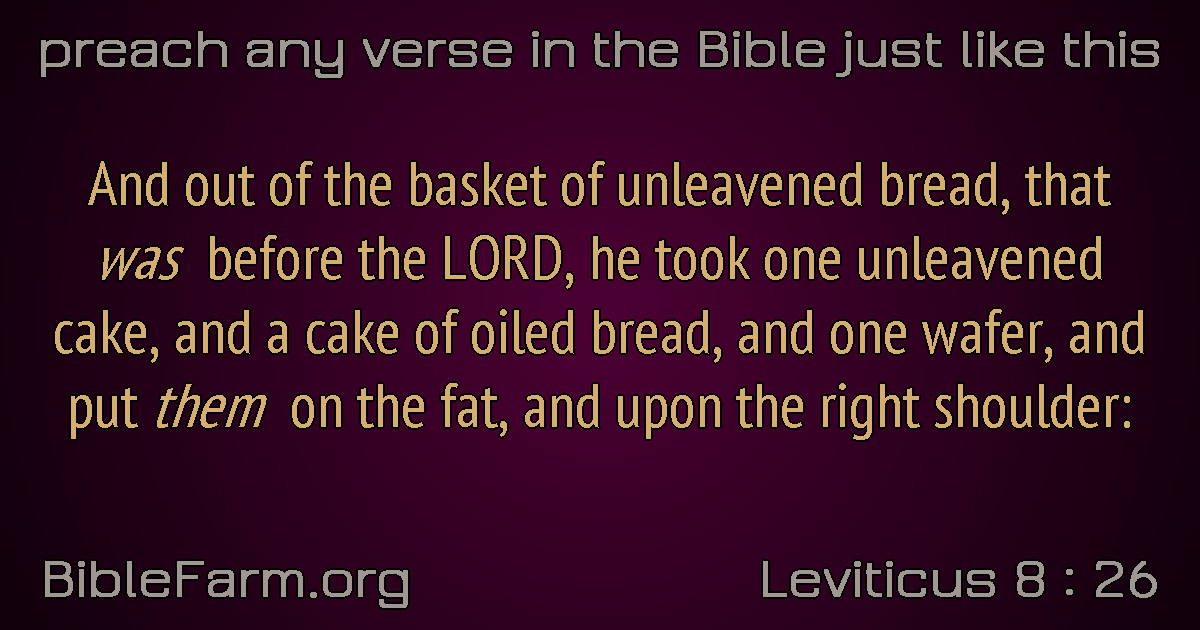 preach any verse in the Bible just like this
And out of the basket of unleavened bread, that
was before the LORD, he took one unleavened
cake, and a cake of oiled bread, and one wafer, and
put them on the fat, and upon the right shoulder:
BibleFarm.org
Leviticus 8 : 26